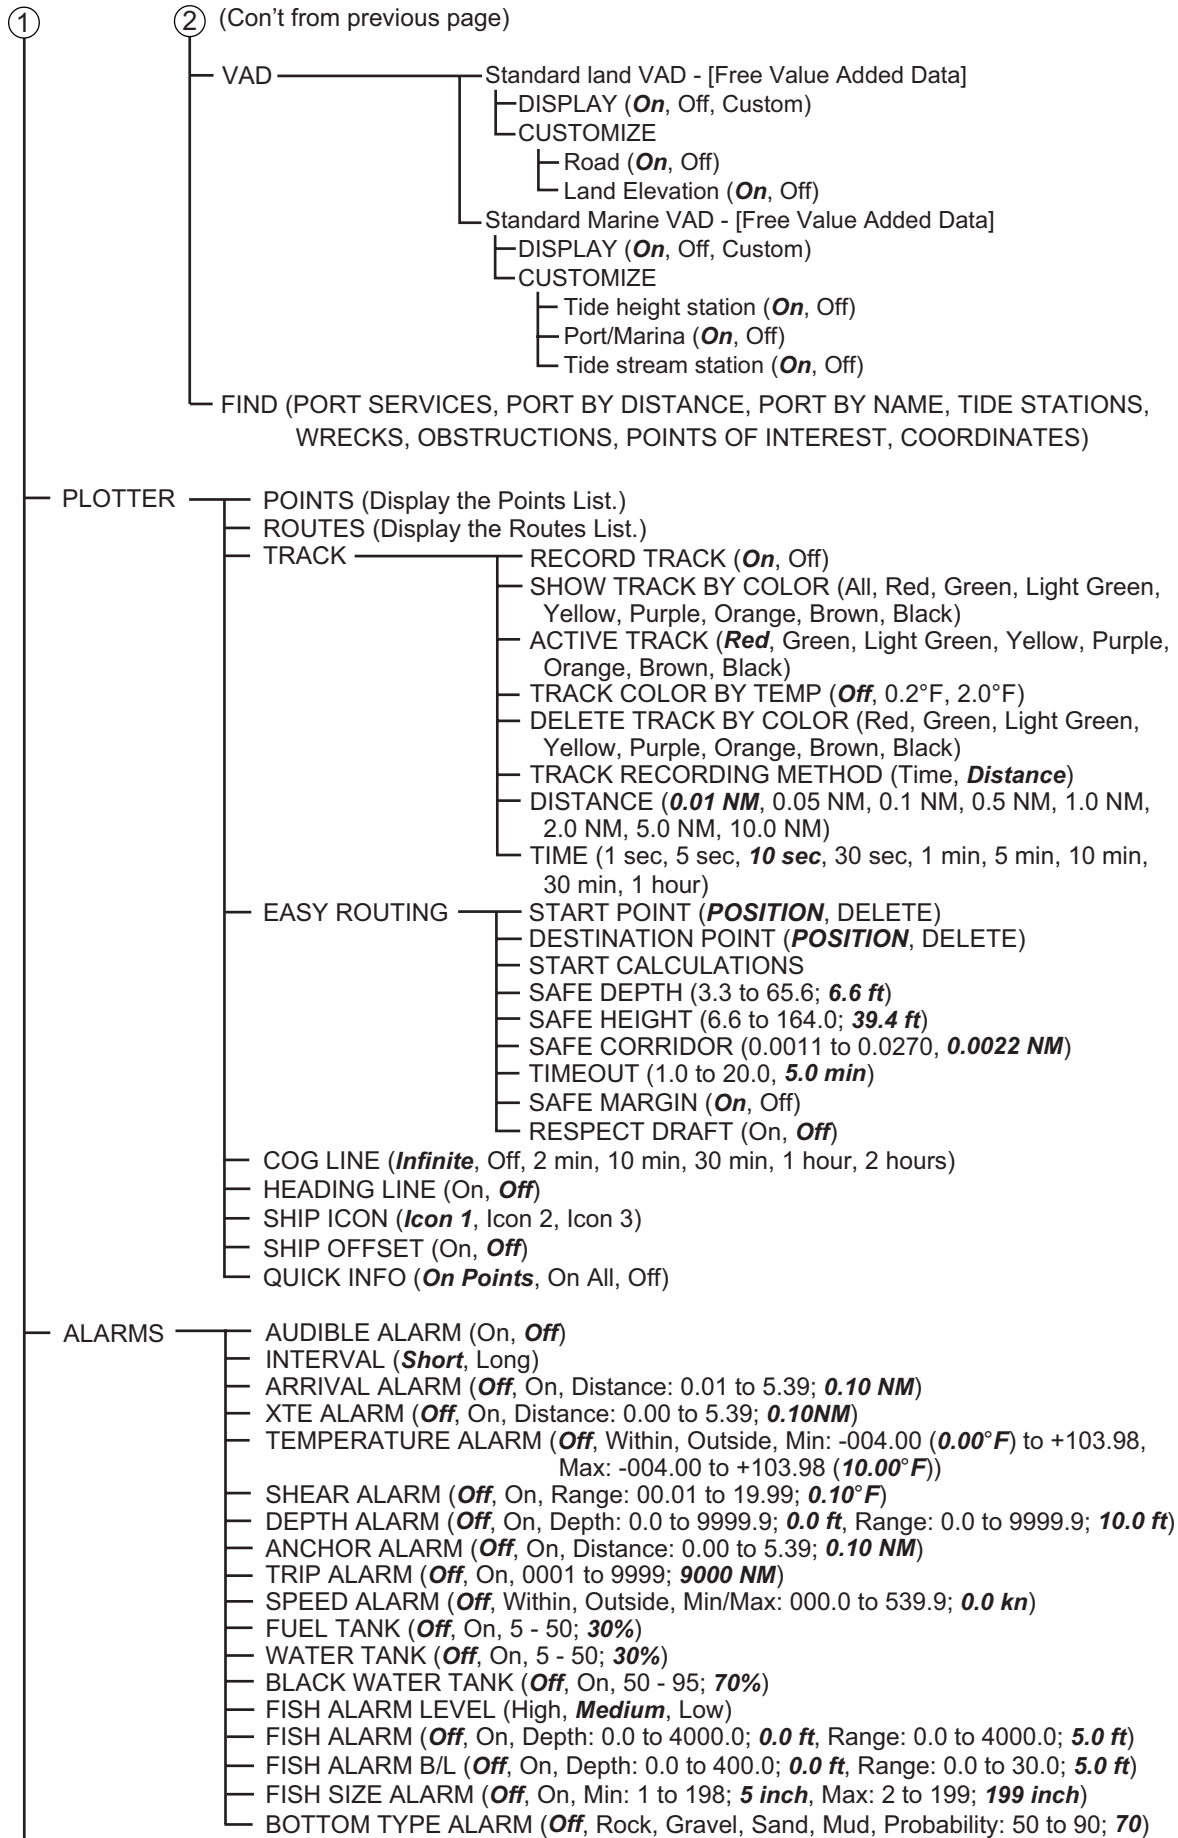 1 2 (Con't from previous page)
VAD Standard land VAD - [Free Value Added Data]
DISPLAY (On, Off, Custom)
CUSTOMIZE
Road (On, Off)
Land Elevation (On, Off)
Standard Marine VAD - [Free Value Added Data]
DISPLAY (On, Off, Custom)
CUSTOMIZE
Tide height station (On, Off)
Port/Marina (On, Off)
Tide stream station (On, Off)
FIND (PORT SERVICES, PORT BY DISTANCE, PORT BY NAME, TIDE STATIONS,
WRECKS, OBSTRUCTIONS, POINTS OF INTEREST, COORDINATES)
PLOTTER POINTS (Display the Points List.)
ROUTES (Display the Routes List.)
TRACK RECORD TRACK (On, Off)
SHOW TRACK BY COLOR (All, Red, Green, Light Green,
Yellow, Purple, Orange, Brown, Black)
ACTIVE TRACK (Red, Green, Light Green, Yellow, Purple,
Orange, Brown, Black)
TRACK COLOR BY TEMP (Off, 0.2°F, 2.0°F)
DELETE TRACK BY COLOR (Red, Green, Light Green,
Yellow, Purple, Orange, Brown, Black)
TRACK RECORDING METHOD (Time, Distance)
DISTANCE (0.01 NM, 0.05 NM, 0.1 NM, 0.5 NM, 1.0 NM,
2.0 NM, 5.0 NM, 10.0 NM)
TIME (1 sec, 5 sec, 10 sec, 30 sec, 1 min, 5 min, 10 min,
30 min, 1 hour)
EASY ROUTING START POINT (POSITION, DELETE)
DESTINATION POINT (POSITION, DELETE)
START CALCULATIONS
SAFE DEPTH (3.3 to 65.6; 6.6 ft)
SAFE HEIGHT (6.6 to 164.0; 39.4 ft)
SAFE CORRIDOR (0.0011 to 0.0270, 0.0022 NM)
TIMEOUT (1.0 to 20.0, 5.0 min)
SAFE MARGIN (On, Off)
RESPECT DRAFT (On, Off)
COG LINE (Infinite, Off, 2 min, 10 min, 30 min, 1 hour, 2 hours)
HEADING LINE (On, Off)
SHIP ICON (Icon 1, Icon 2, Icon 3)
SHIP OFFSET (On, Off)
QUICK INFO (On Points, On All, Off)
ALARMS AUDIBLE ALARM (On, Off)
INTERVAL (Short, Long)
ARRIVAL ALARM (Off, On, Distance: 0.01 to 5.39; 0.10 NM)
XTE ALARM (Off, On, Distance: 0.00 to 5.39; 0.10NM)
TEMPERATURE ALARM (Off, Within, Outside, Min: -004.00 (0.00°F) to +103.98,
Max: -004.00 to +103.98 (10.00°F))
SHEAR ALARM (Off, On, Range: 00.01 to 19.99; 0.10°F)
DEPTH ALARM (Off, On, Depth: 0.0 to 9999.9; 0.0 ft, Range: 0.0 to 9999.9; 10.0 ft)
ANCHOR ALARM (Off, On, Distance: 0.00 to 5.39; 0.10 NM)
TRIP ALARM (Off, On, 0001 to 9999; 9000 NM)
SPEED ALARM (Off, Within, Outside, Min/Max: 000.0 to 539.9; 0.0 kn)
FUEL TANK (Off, On, 5 - 50; 30%)
WATER TANK (Off, On, 5 - 50; 30%)
BLACK WATER TANK (Off, On, 50 - 95; 70%)
FISH ALARM LEVEL (High, Medium, Low)
FISH ALARM (Off, On, Depth: 0.0 to 4000.0; 0.0 ft, Range: 0.0 to 4000.0; 5.0 ft)
FISH ALARM B/L (Off, On, Depth: 0.0 to 400.0; 0.0 ft, Range: 0.0 to 30.0; 5.0 ft)
FISH SIZE ALARM (Off, On, Min: 1 to 198; 5 inch, Max: 2 to 199; 199 inch)
BOTTOM TYPE ALARM (Off, Rock, Gravel, Sand, Mud, Probability: 50 to 90; 70)